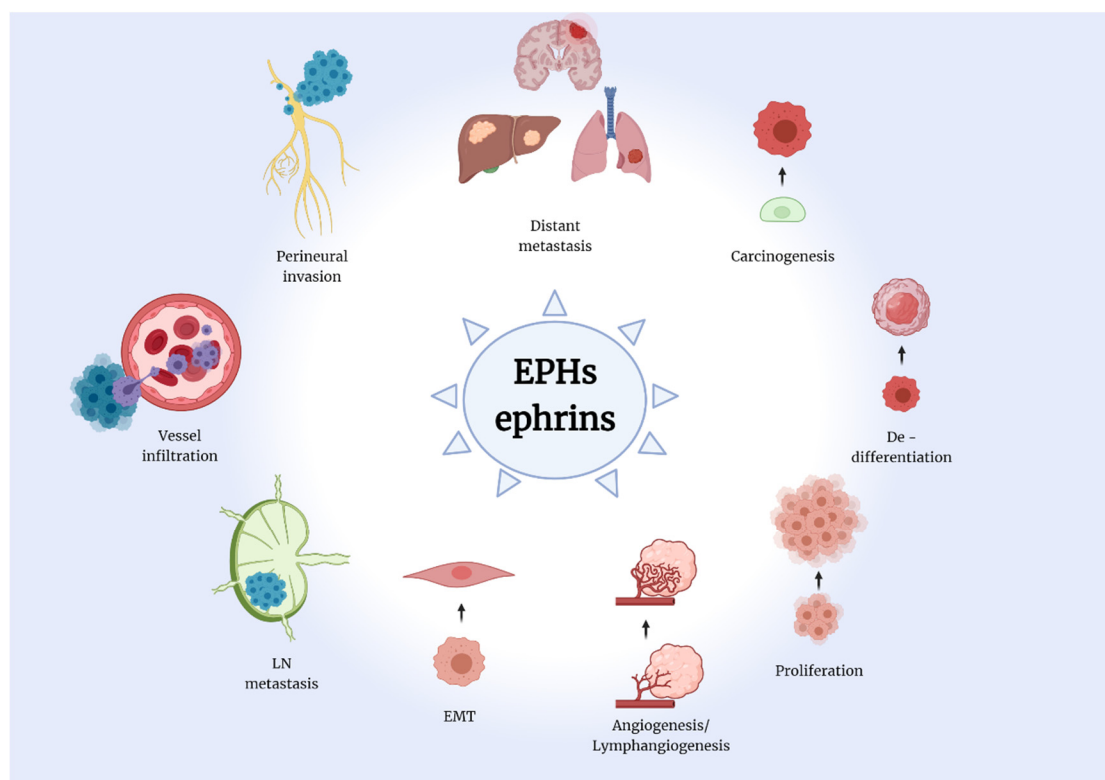 Perineural
invasion
Distant
metastasis
Carcinogenesis
EPHs
ephrins
Vessel
infiltration
De -
differentiation
LN
metastasis
EMT
Angiogenesis/
Lymphangiogenesis
Proliferation